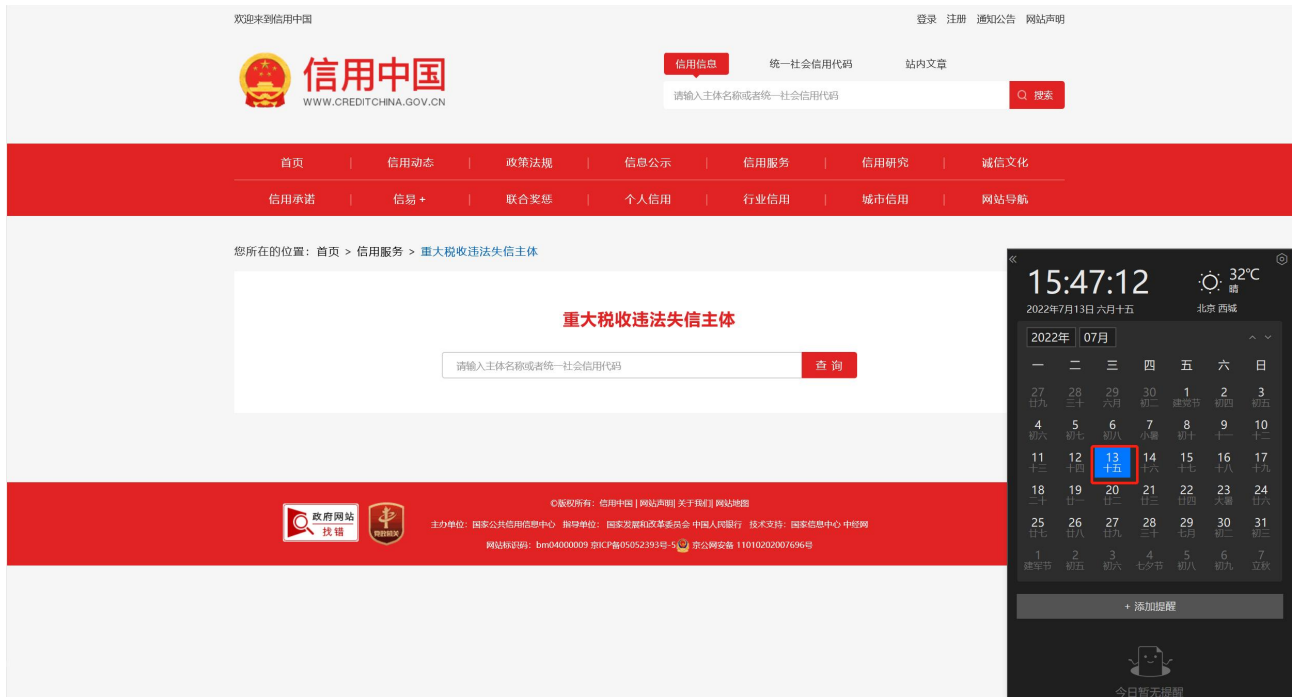 欢迎来到信用中国
登录 注册 通知公告 网站声明
信用中国
WWW.CREDITCHINA.GOV.CN
信用信息 统一社会信用代码 站内文章
请输入主体名称或者统一社会信用代码 搜索
首页 | 信用动态 | 政策法规 | 信息公示 | 信用服务 | 信用研究 | 诚信文化
信用承诺 | 信易+ | 联合奖惩 | 个人信用 | 行业信用 | 城市信用 | 网站导航
您所在的位置：首页 > 信用服务 > 重大税收违法失信主体
重大税收违法失信主体
请输入主体名称或者统一社会信用代码 查 询
政府网站
找错
党政机关
©版权所有：信用中国 | 网站声明| 关于我们| 网站地图
主办单位：国家公共信用信息中心 指导单位：国家发展和改革委员会 中国人民银行 技术支持：国家信息中心 中经网
网站标识码：bm04000009 京ICP备05052393号-5 京公网安备 11010202007696号
15:47:12 32℃
晴
2022年7月13日 六月十五 北京 西城
2022年 07月
一 二 三 四 五 六 日
27 28 29 30 1 2 3
廿九 三十 六月 初二 建党节 初四 初五
4 5 6 7 8 9 10
初六 初七 初八 小暑 初十 十一 十二
11 12 13 14 15 16 17
十三 十四 十五 十六 十七 十八 十九
18 19 20 21 22 23 24
二十 廿一 廿二 廿三 廿四 大暑 廿六
25 26 27 28 29 30 31
廿七 廿八 廿九 三十 七月 初二 初三
1 2 3 4 5 6 7
建军节 初五 初六 七夕节 初八 初九 立秋
+ 添加提醒
今日暂无提醒